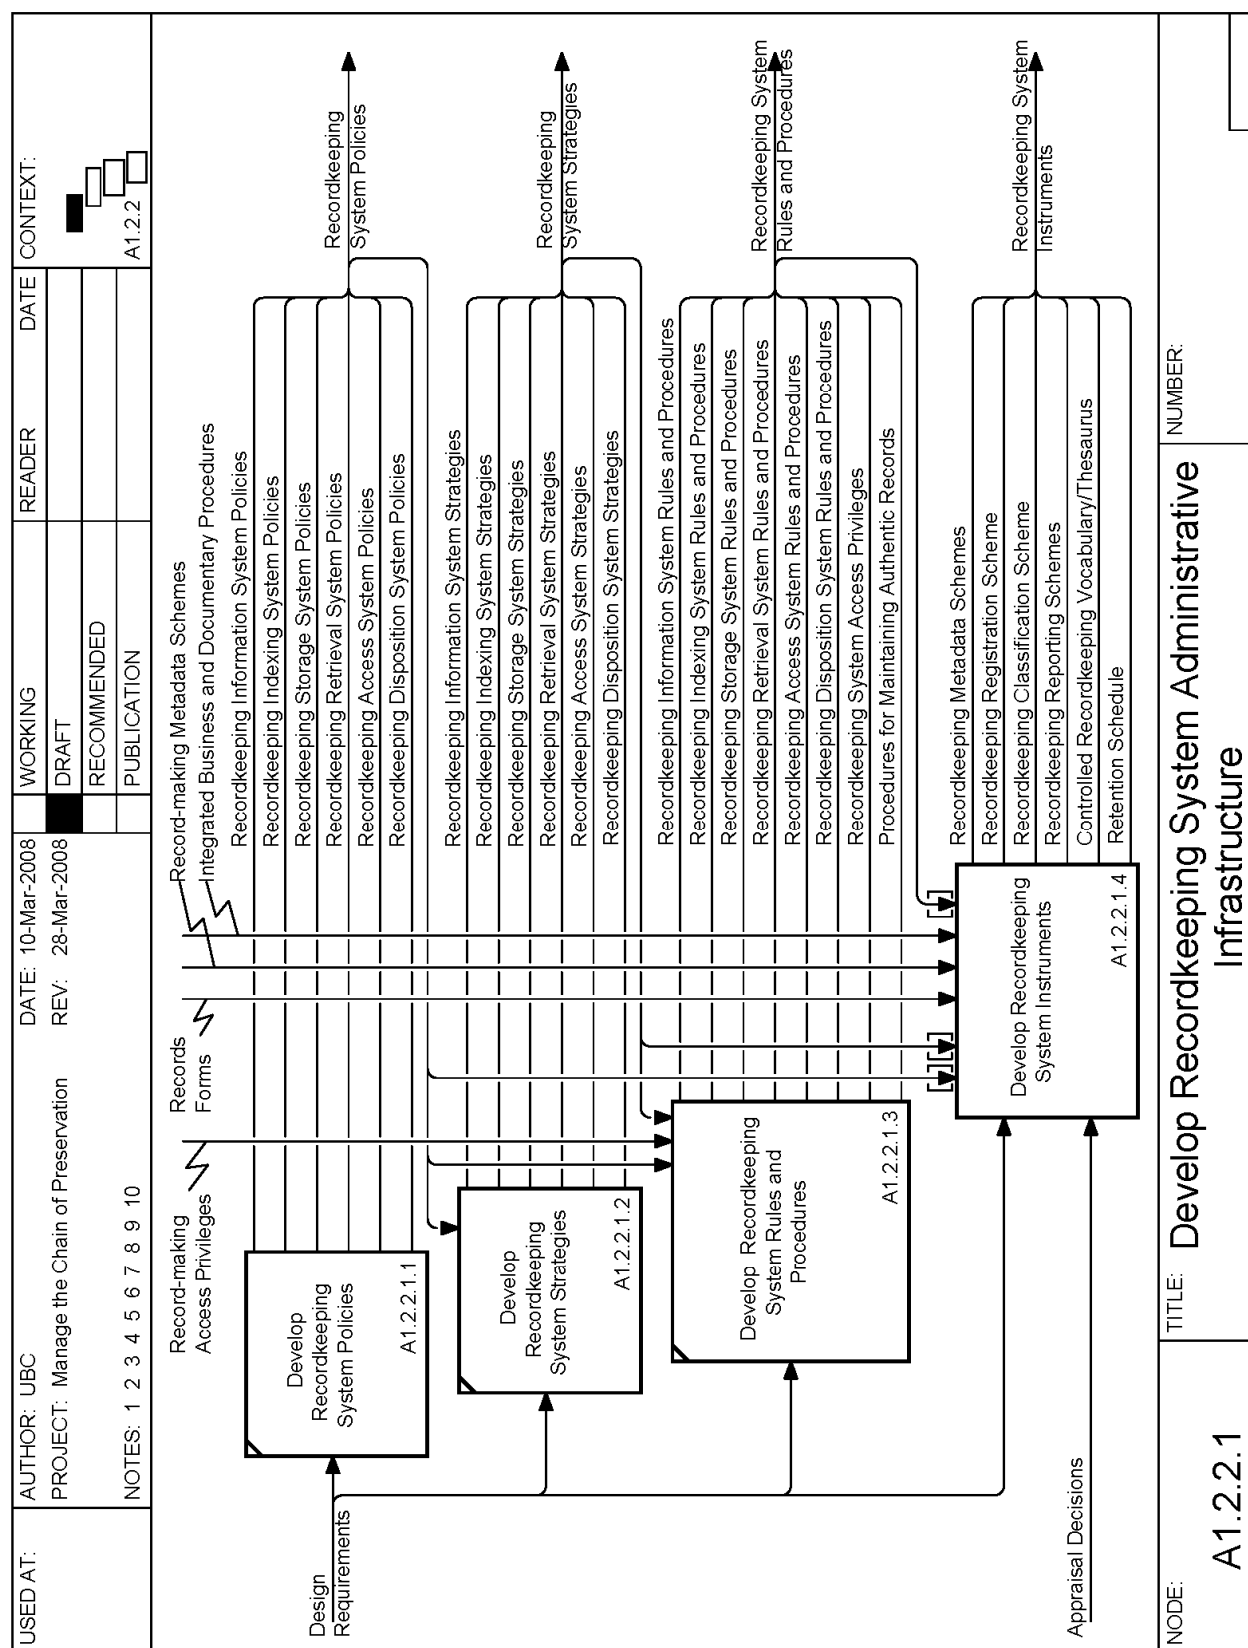 USED AT:
AUTHOR: UBC
PROJECT: Manage the Chain of Preservation
NOTES: 1 2 3 4 5 6 7 8 9 10
DATE: 10-Mar-2008
REV: 28-Mar-2008
WORKING
DRAFT
RECOMMENDED
PUBLICATION
READER
DATE
CONTEXT:
A1.2.2
Record-making
Access Privileges
Records
Forms
Record-making Metadata Schemes
Integrated Business and Documentary Procedures
Design
Requirements
Develop
Recordkeeping
System Policies
A1.2.2.1.1
Recordkeeping Information System Policies
Recordkeeping Indexing System Policies
Recordkeeping Storage System Policies
Recordkeeping Retrieval System Policies
Recordkeeping Access System Policies
Recordkeeping Disposition System Policies
Recordkeeping
System Policies
Develop
Recordkeeping
System Strategies
A1.2.2.1.2
Recordkeeping Information System Strategies
Recordkeeping Indexing System Strategies
Recordkeeping Storage System Strategies
Recordkeeping Retrieval System Strategies
Recordkeeping Access System Strategies
Recordkeeping Disposition System Strategies
Recordkeeping
System Strategies
Develop Recordkeeping
System Rules and
Procedures
A1.2.2.1.3
Recordkeeping Information System Rules and Procedures
Recordkeeping Indexing System Rules and Procedures
Recordkeeping Storage System Rules and Procedures
Recordkeeping Retrieval System Rules and Procedures
Recordkeeping Access System Rules and Procedures
Recordkeeping Disposition System Rules and Procedures
Recordkeeping System Access Privileges
Procedures for Maintaining Authentic Records
Recordkeeping System
Rules and Procedures
Develop Recordkeeping
System Instruments
A1.2.2.1.4
Recordkeeping Metadata Schemes
Recordkeeping Registration Scheme
Recordkeeping Classification Scheme
Recordkeeping Reporting Schemes
Controlled Recordkeeping Vocabulary/Thesaurus
Retention Schedule
Recordkeeping System
Instruments
Appraisal Decisions
NODE:
A1.2.2.1
TITLE:
Develop Recordkeeping System Administrative
Infrastructure
NUMBER: